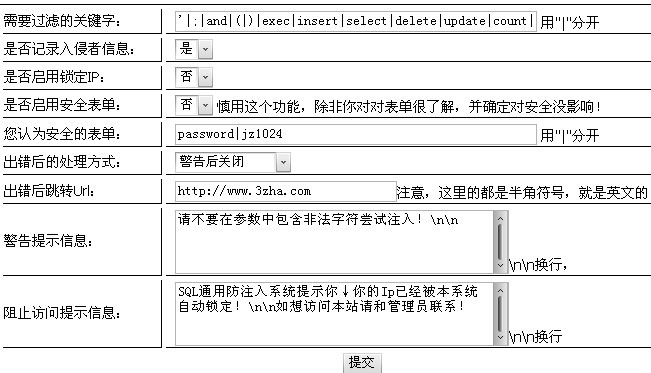 需要过滤的关键字： '|;|and|(|)|exec|insert|select|delete|update|count| 用"|"分开
是否记录入侵者信息： 是
是否启用锁定IP： 否
是否启用安全表单： 否 慎用这个功能，除非你对对表单很了解，并确定对安全没影响！
您认为安全的表单： password|jz1024 用"|"分开
出错后的处理方式： 警告后关闭
出错后跳转Url： http://www.3zha.com 注意，这里的都是半角符号，就是英文的
请不要在参数中包含非法字符尝试注入！\n\n
警告提示信息：
\n\n换行，
SQL通用防注入系统提示你↓你的Ip已经被本系统
自动锁定！\n\n如想访问本站请和管理员联系！
阻止访问提示信息：
\n\n换行
提交